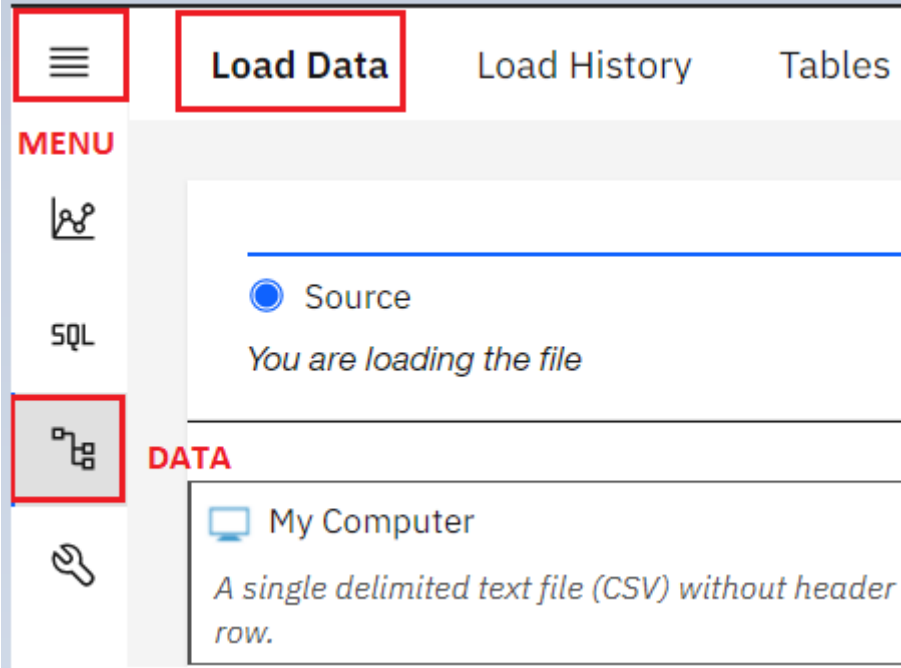 Load Data Load History Tables
MENU
Source
SQL
You are loading the file
DATA
My Computer
A single delimited text file (CSV) without header
row.